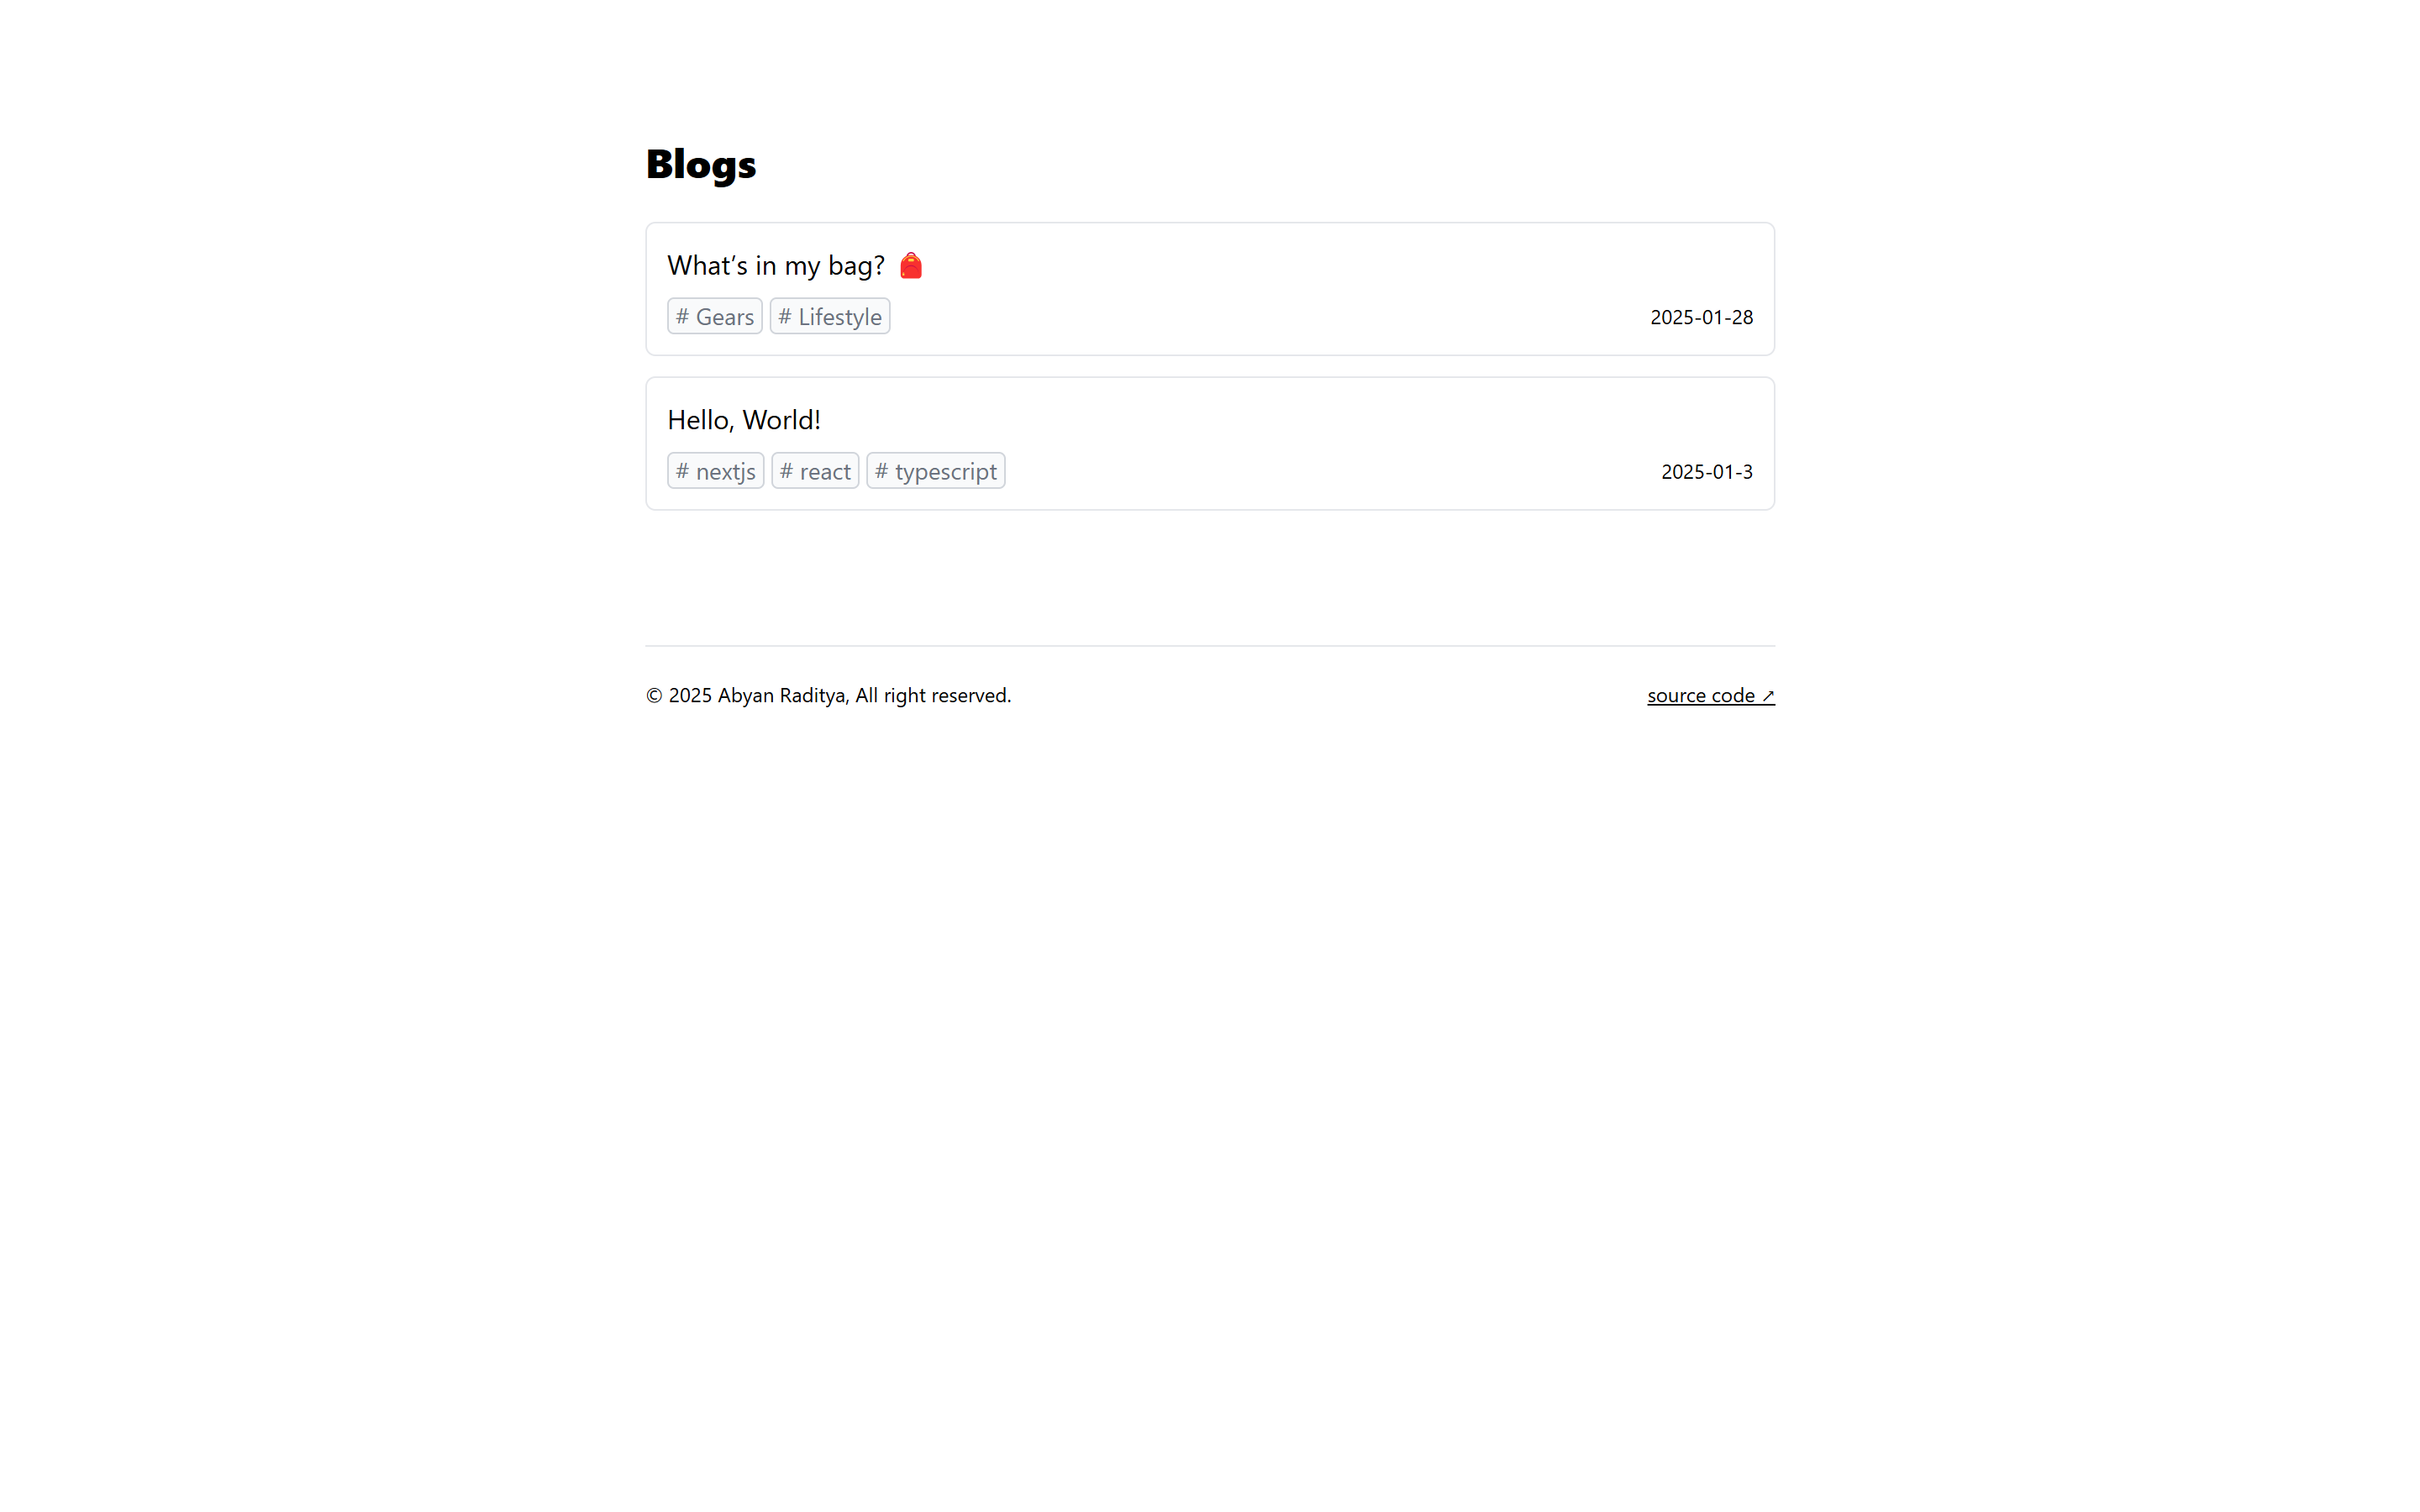 Blogs
What’s in my bag? 🎒
# Gears # Lifestyle 2025-01-28
Hello, World!
# nextjs # react # typescript 2025-01-3
© 2025 Abyan Raditya, All right reserved. source code ↗